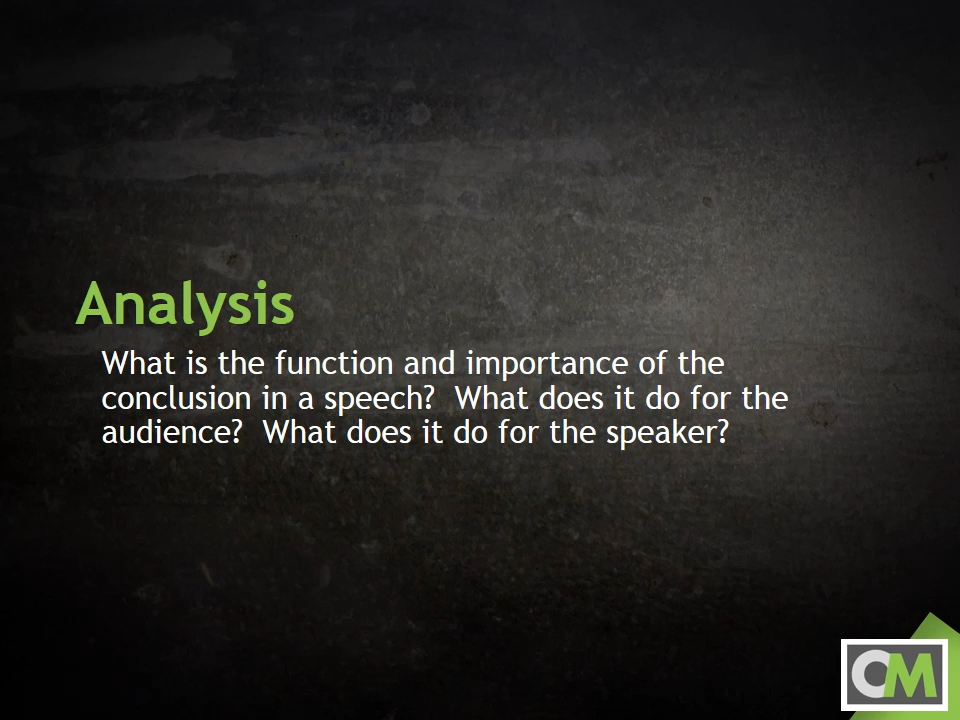 Analysis
What is the function and importance of the
conclusion in a speech?  What does it do for the
audience?  What does it do for the speaker?
CM